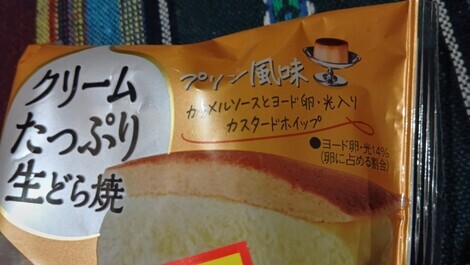 クリーム
たっぷり
生どら焼
プリン風味
カラメルソースとヨード卵・光入り
カスタードホイップ
●ヨード卵・光14%
(卵に占める割合)